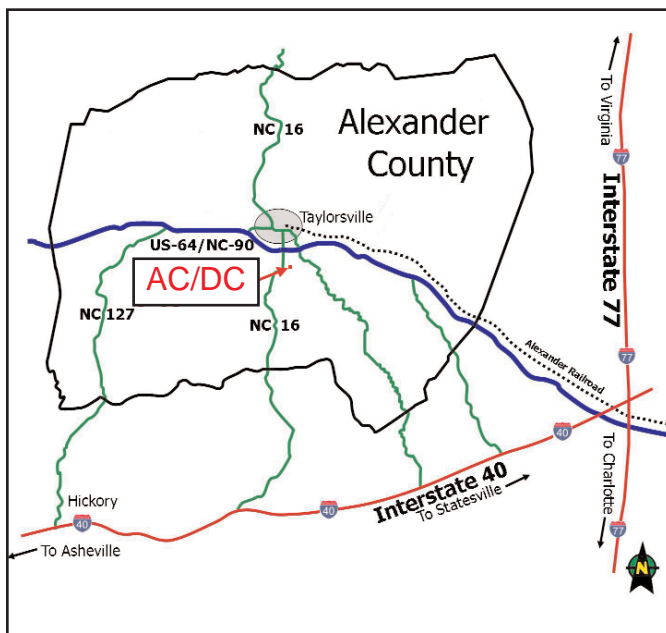 To Virginia
77
NC 16
Alexander
County
77
Interstate 77
Taylorsville
US-64/NC-90
AC/DC
NC 127
NC 16
77
Alexander Railroad
40
To Charlotte
Interstate 40
To Statesville
Hickory
40
40
77
To Asheville
N